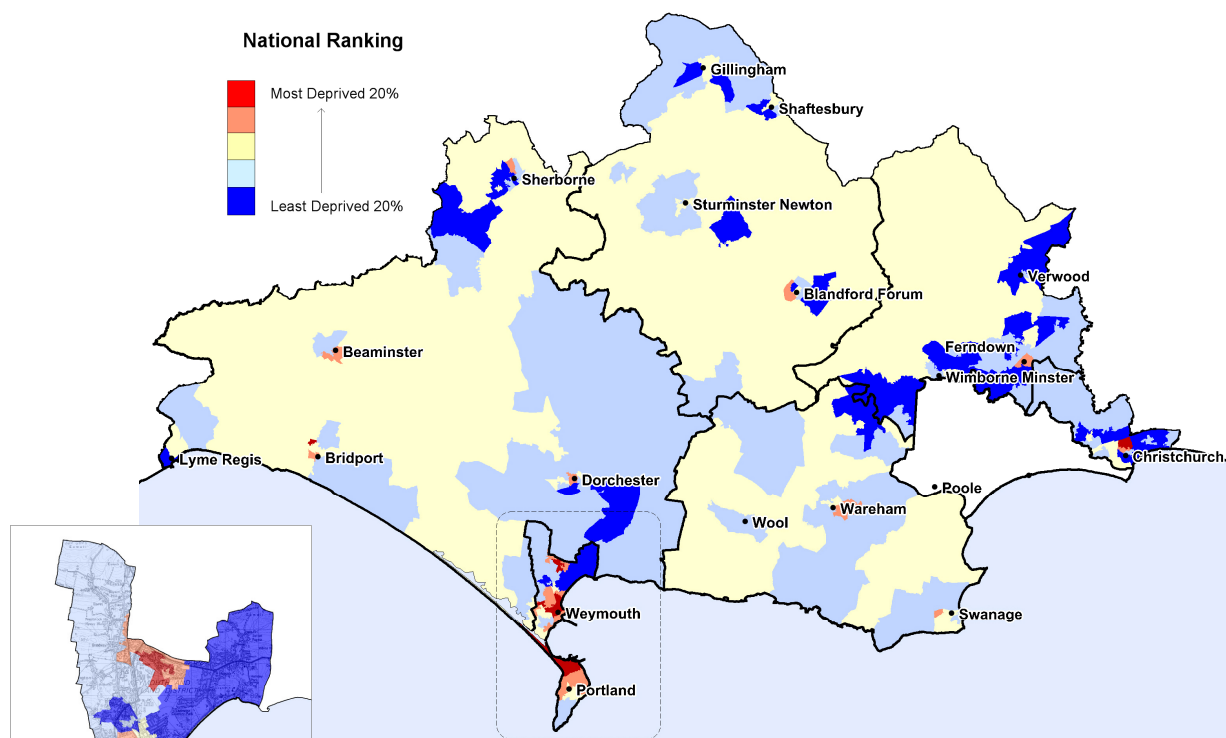 National Ranking
Most Deprived 20%
Least Deprived 20%
Gillingham
Shaftesbury
Sherborne
Sturminster Newton
Verwood
Blandford Forum
Ferndown
Beaminster
Wimborne Minster
Lyme Regis
Bridport
Christchurch
Dorchester
Poole
Wareham
Wool
Weymouth
Swanage
Portland